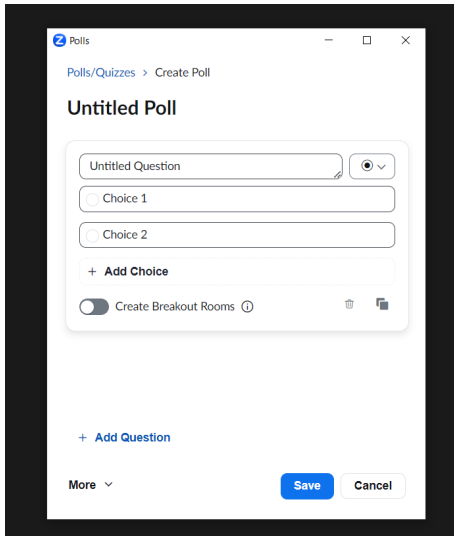 Polls
Polls/Quizzes > Create Poll
Untitled Poll
Untitled Question
Choice 1
Choice 2
+ Add Choice
Create Breakout Rooms
+ Add Question
More
Save
Cancel